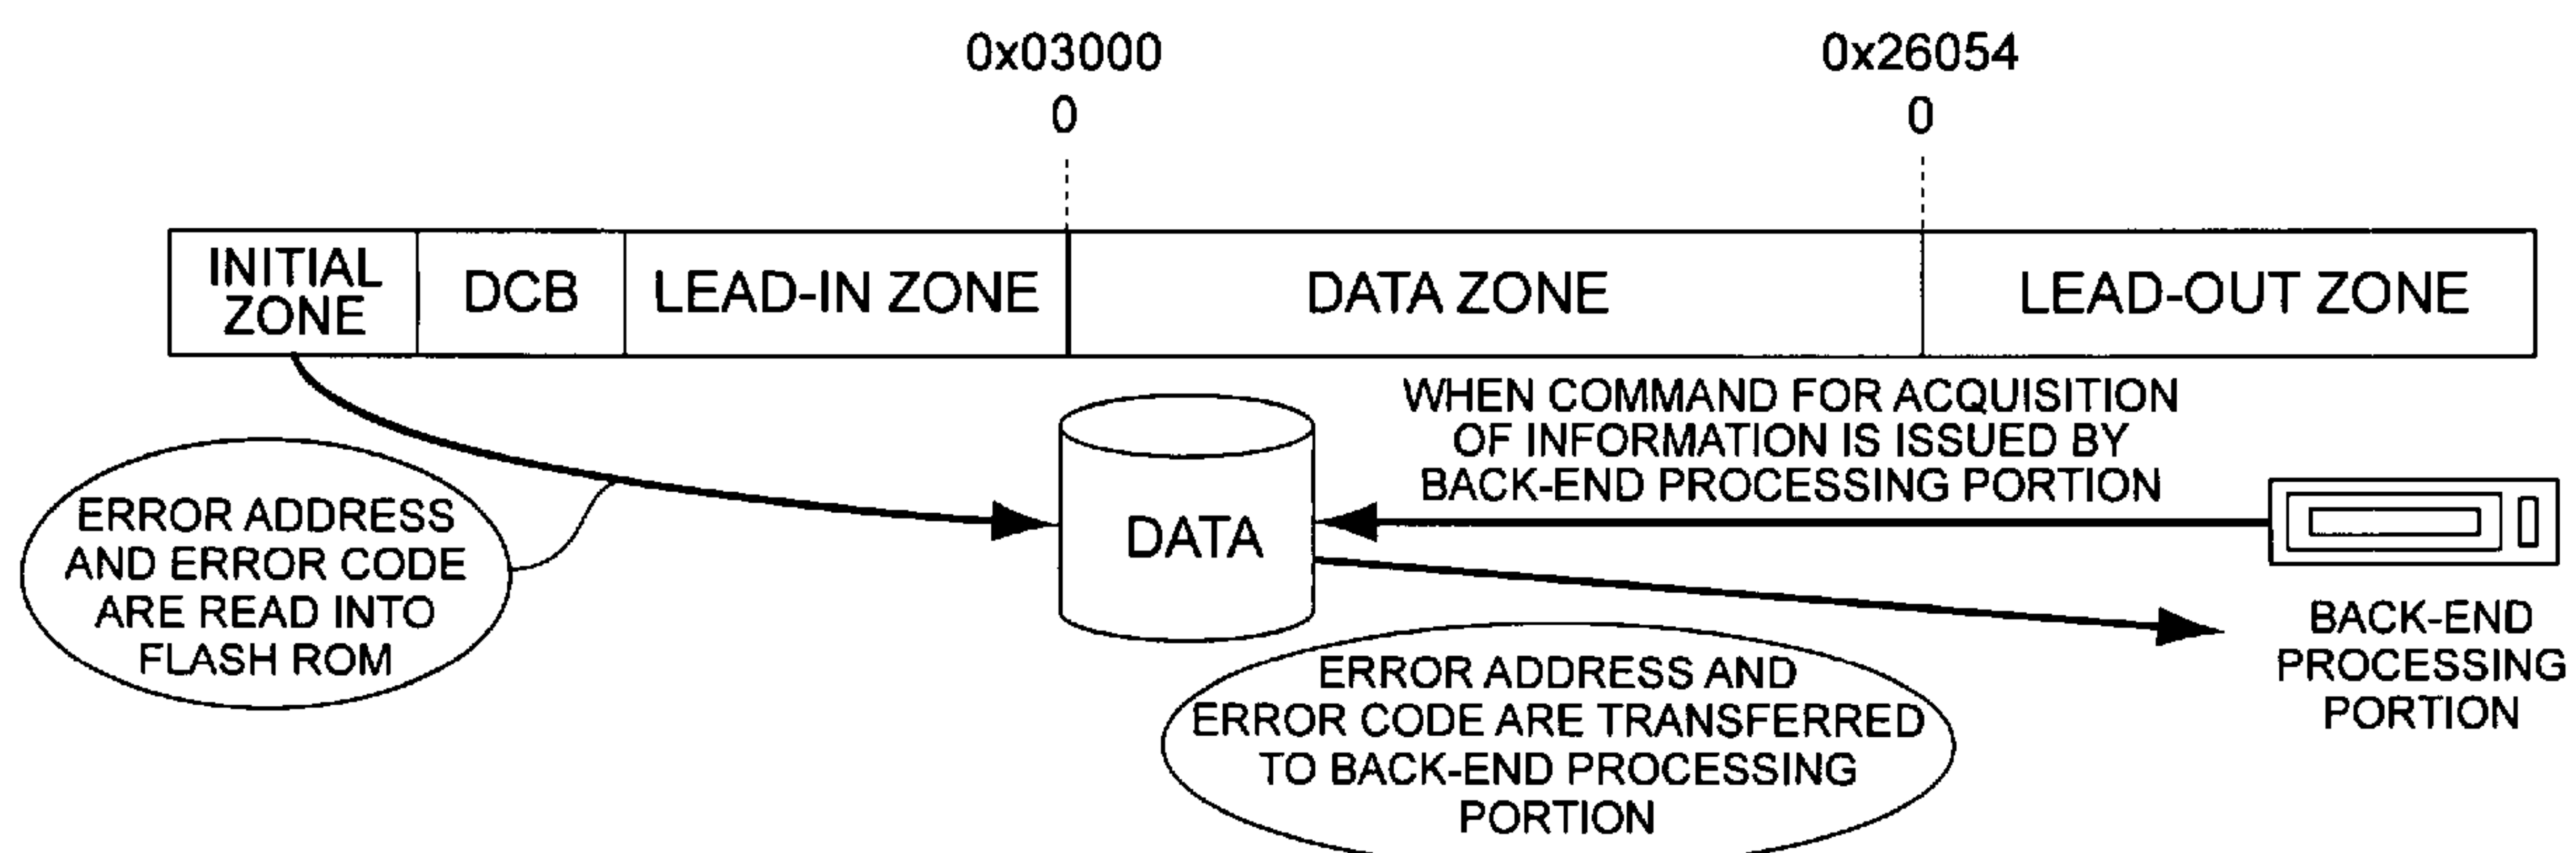 0x03000
0
0x26054
0
INITIAL
ZONE
DCB
LEAD-IN ZONE
DATA ZONE
LEAD-OUT ZONE
WHEN COMMAND FOR ACQUISITION
OF INFORMATION IS ISSUED BY
BACK-END PROCESSING PORTION
ERROR ADDRESS
AND ERROR CODE
ARE READ INTO
FLASH ROM
DATA
BACK-END
PROCESSING
PORTION
ERROR ADDRESS AND
ERROR CODE ARE TRANSFERRED
TO BACK-END PROCESSING
PORTION